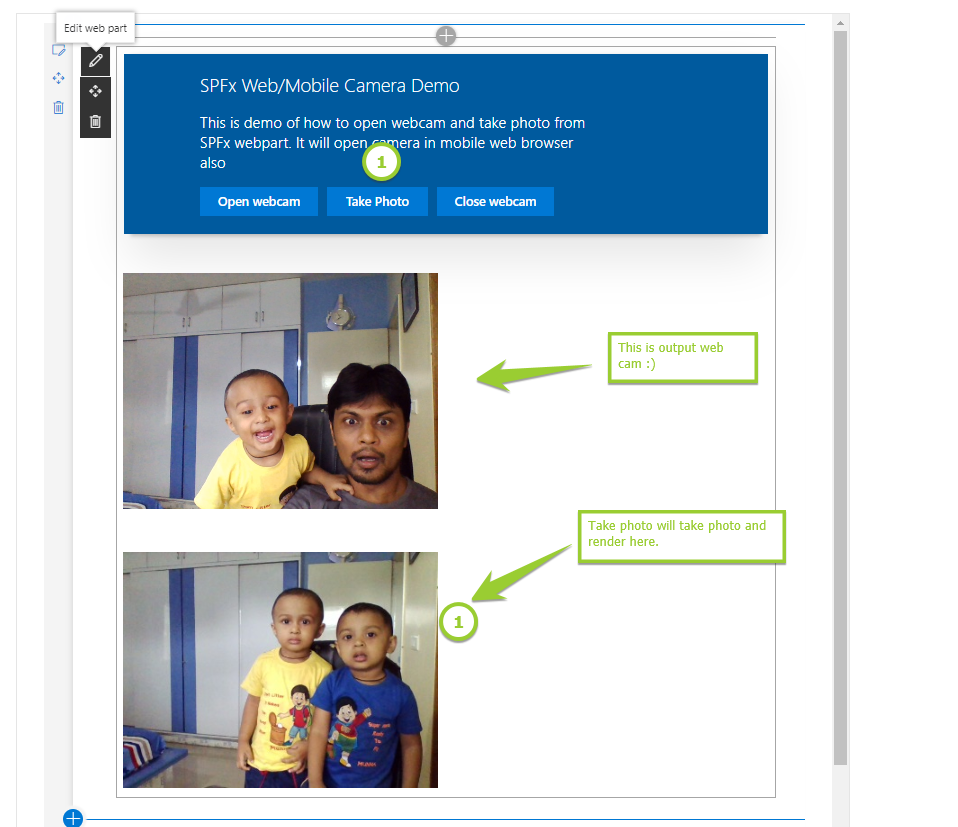 Edit web part
SPFx Web/Mobile Camera Demo
This is demo of how to open webcam and take photo from
SPFx webpart. It will open camera in mobile web browser
also
1
Open webcam
Take Photo
Close webcam
This is output web
cam :)
Take photo will take photo and
render here.
1